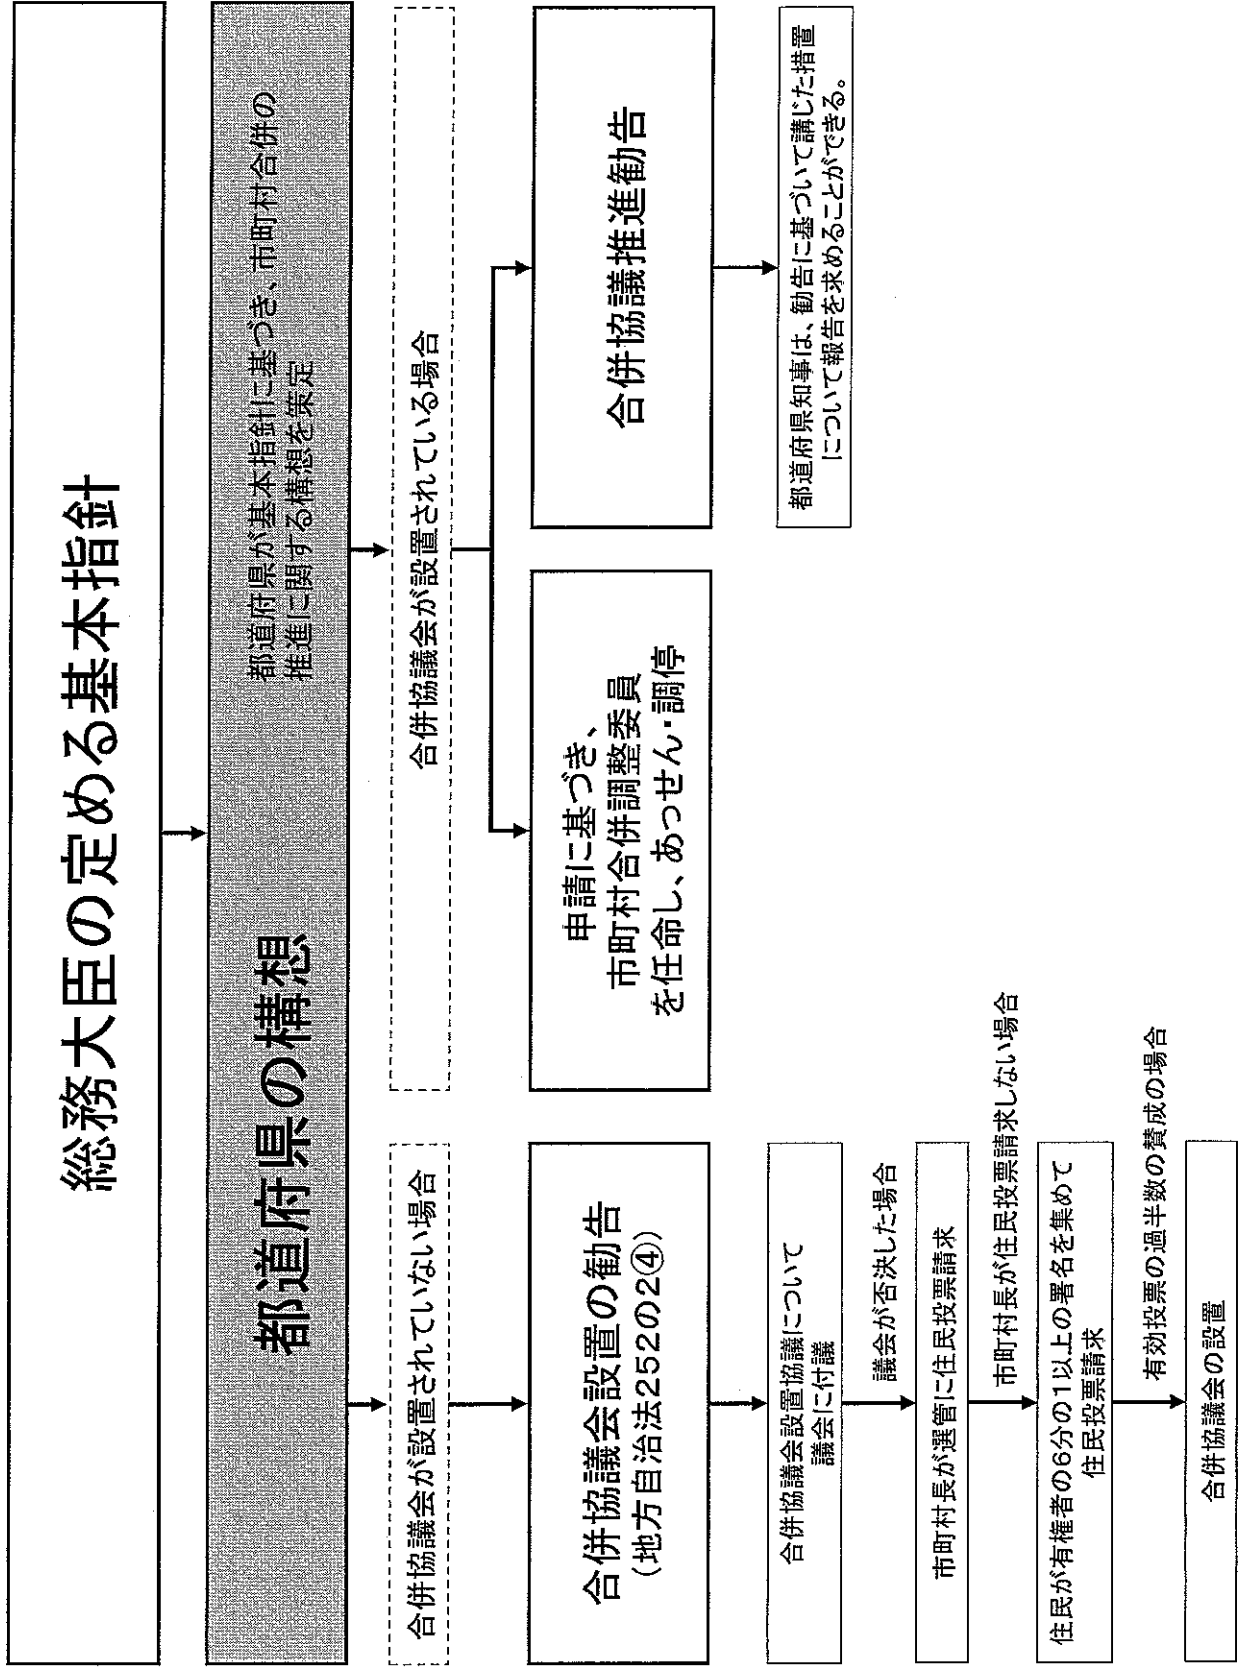 総務大臣の定める基本指針
都道府県の構想
都道府県が基本指針に基づき、市町村合併の
推進に関する構想を策定
合併協議会が設置されていない場合
合併協議会設置の勧告
(地方自治法252の2④)
合併協議会設置協議について
議会に付議
議会が否決した場合
市町村長が選管に住民投票請求
市町村長が住民投票請求しない場合
住民が有権者の6分の1以上の署名を集めて
住民投票請求
有効投票の過半数の賛成の場合
合併協議会の設置
合併協議会が設置されている場合
申請に基づき、
市町村合併調整委員
を任命し、あっせん・調停
合併協議推進勧告
都道府県知事は、勧告に基づいて講じた措置
について報告を求めることができる。